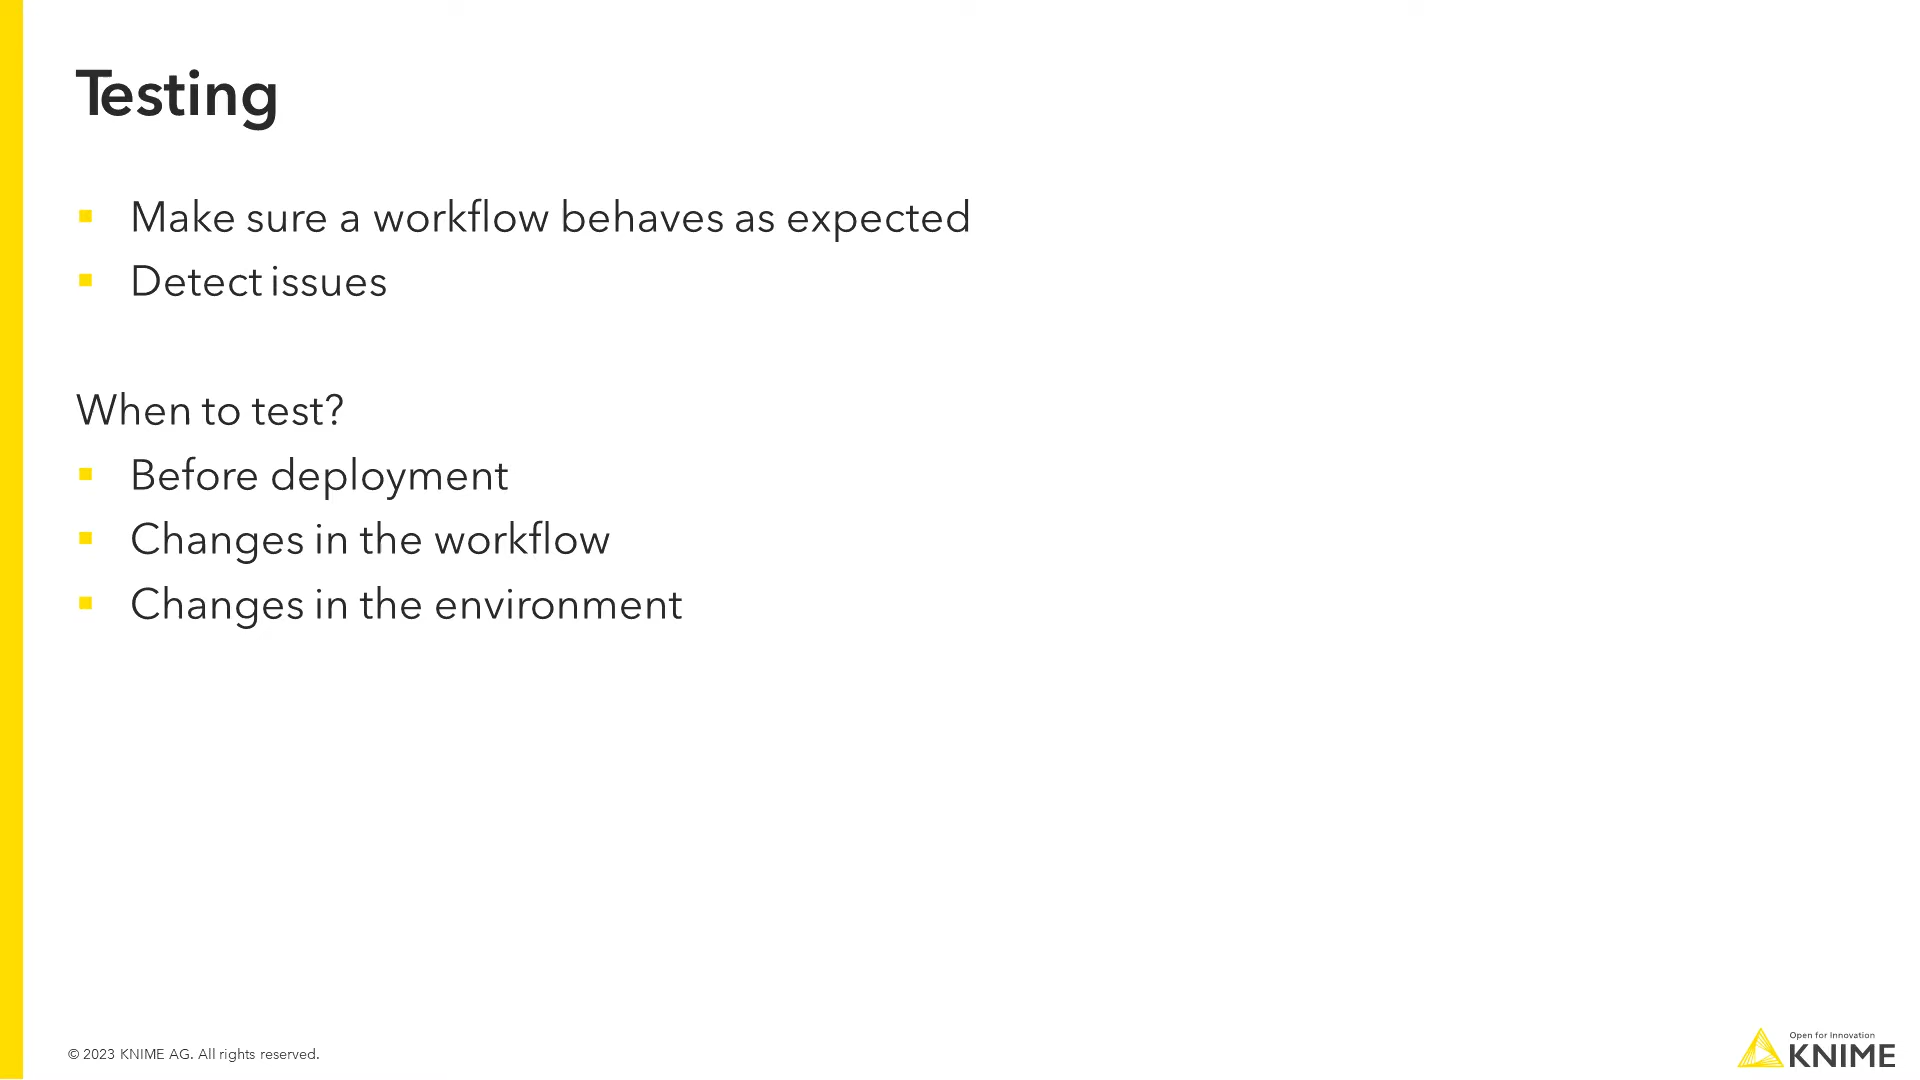 Testing
Make sure a workflow behaves as expected
Detect issues
When to test?
Before deployment
Changes in the workflow
Changes in the environment
© 2023 KNIME AG. All rights reserved.
Open for Innovation
KNIME